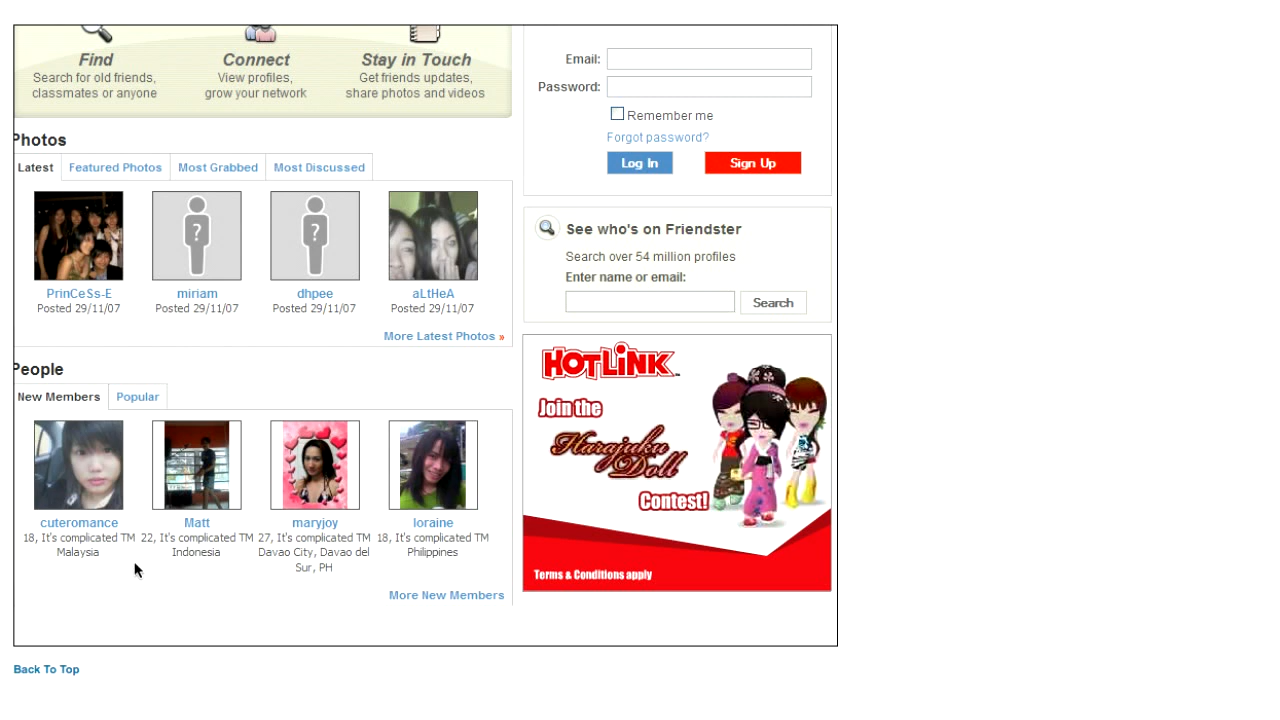 Find
Search for old friends,
classmates or anyone
Connect
View profiles,
grow your network
Stay in Touch
Get friends updates,
share photos and videos
Photos
Latest
Featured Photos
Most Grabbed
Most Discussed
PrinCeSs-E
Posted 29/11/07
miriam
Posted 29/11/07
dhpee
Posted 29/11/07
aLtHeA
Posted 29/11/07
More Latest Photos »
People
New Members
Popular
cuteromance
18, It's complicated TM
Malaysia
Matt
22, It's complicated TM
Indonesia
maryjoy
27, It's complicated TM
Davao City, Davao del
Sur, PH
loraine
18, It's complicated TM
Philippines
More New Members
Email:
Password:
Remember me
Forgot password?
Log In
Sign Up
See who's on Friendster
Search over 54 million profiles
Enter name or email:
Search
HOTLINK™
Join the
Harajuku
Doll
Contest!
Terms & Conditions apply
Back To Top